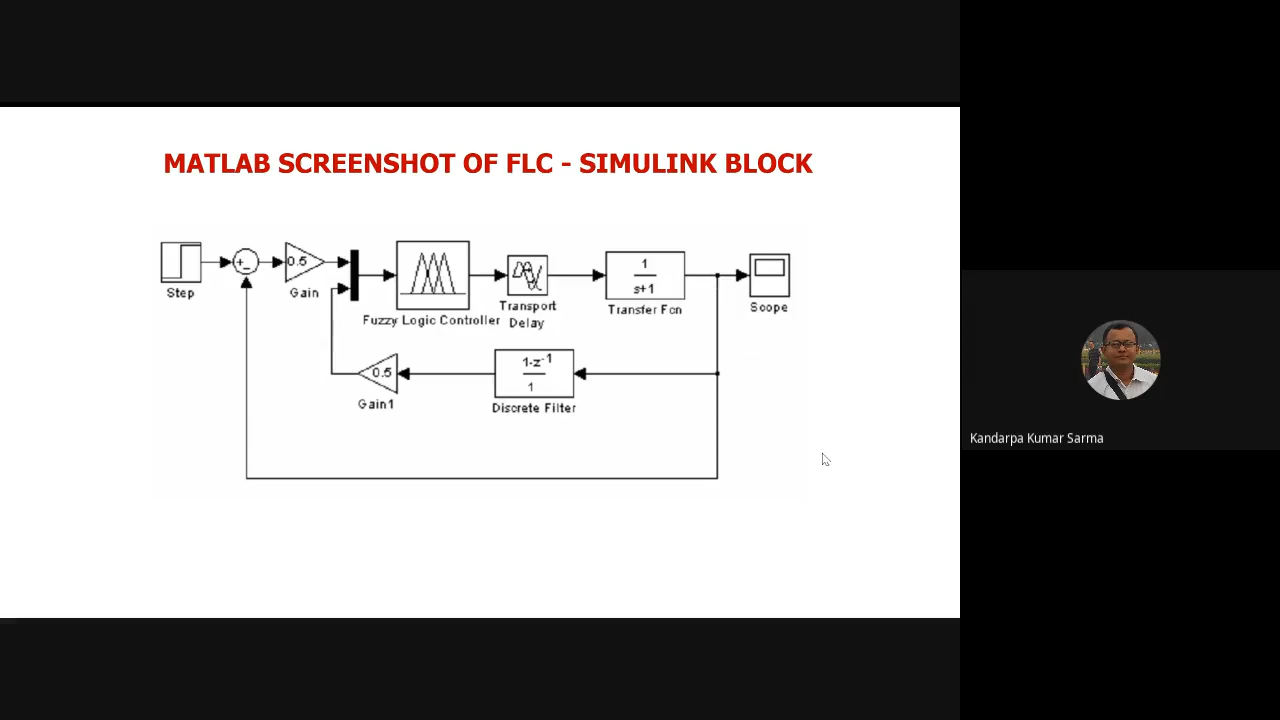 MATLAB SCREENSHOT OF FLC - SIMULINK BLOCK
Step
+
-
0.5
Gain
Fuzzy Logic Controller
Transport
Delay
1
s+1
Transfer Fcn
Scope
0.5
Gain1
1-z-1
1
Discrete Filter
Kandarpa Kumar Sarma